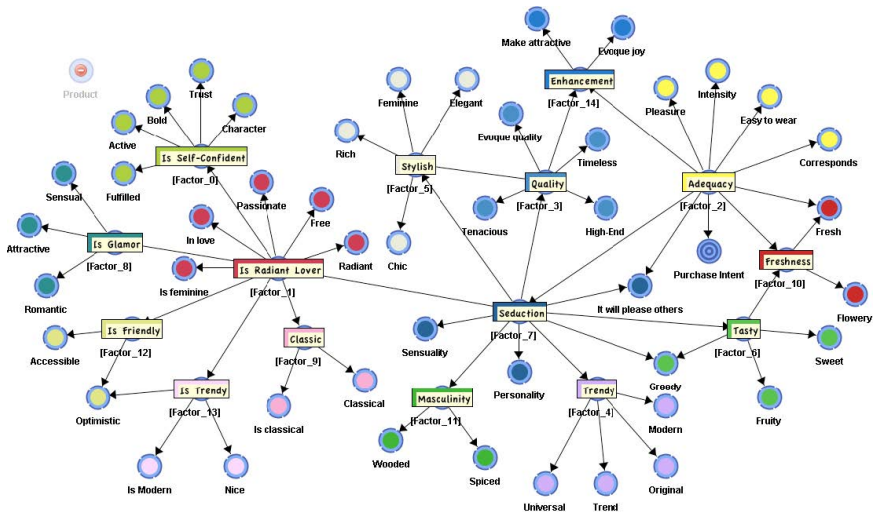 Make attractive
Evoque joy
Enhancement
[Factor_14]
Product
Trust
Bold
Character
Active
Is Self-Confident
[Factor_0]
Fulfilled
Feminine
Elegant
Rich
Stylish
[Factor_5]
Chic
Evuque quality
Timeless
Quality
[Factor_3]
Tenacious
High-End
Pleasure
Intensity
Easy to wear
Corresponds
Adequacy
[Factor_2]
Fresh
Purchase Intent
freshness
[Factor_10]
Flowery
Sensual
Attractive
Is Glamor
[Factor_8]
Romantic
Passionate
Free
In love
Radiant
Is feminine
Is Radiant Lover
[Factor_1]
It will please others
Seduction
[Factor_7]
Sensuality
Personality
Tasty
[Factor_6]
Sweet
Greedy
Fruity
Is friendly
[Factor_12]
Accessible
Optimistic
Classic
[Factor_9]
Is classical
Classical
Is Trendy
[Factor_13]
Is Modern
Nice
Masculinity
[Factor_11]
Wooded
Spiced
Trendy
[Factor_4]
Modern
Universal
Trend
Original